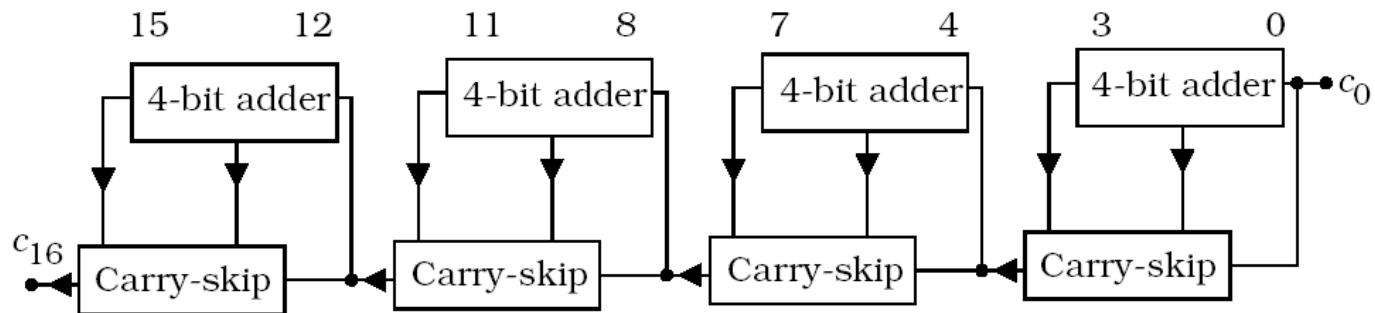 15 12 11 8 7 4 3 0
4-bit adder 4-bit adder 4-bit adder 4-bit adder c₀
c₁₆
Carry-skip Carry-skip Carry-skip Carry-skip